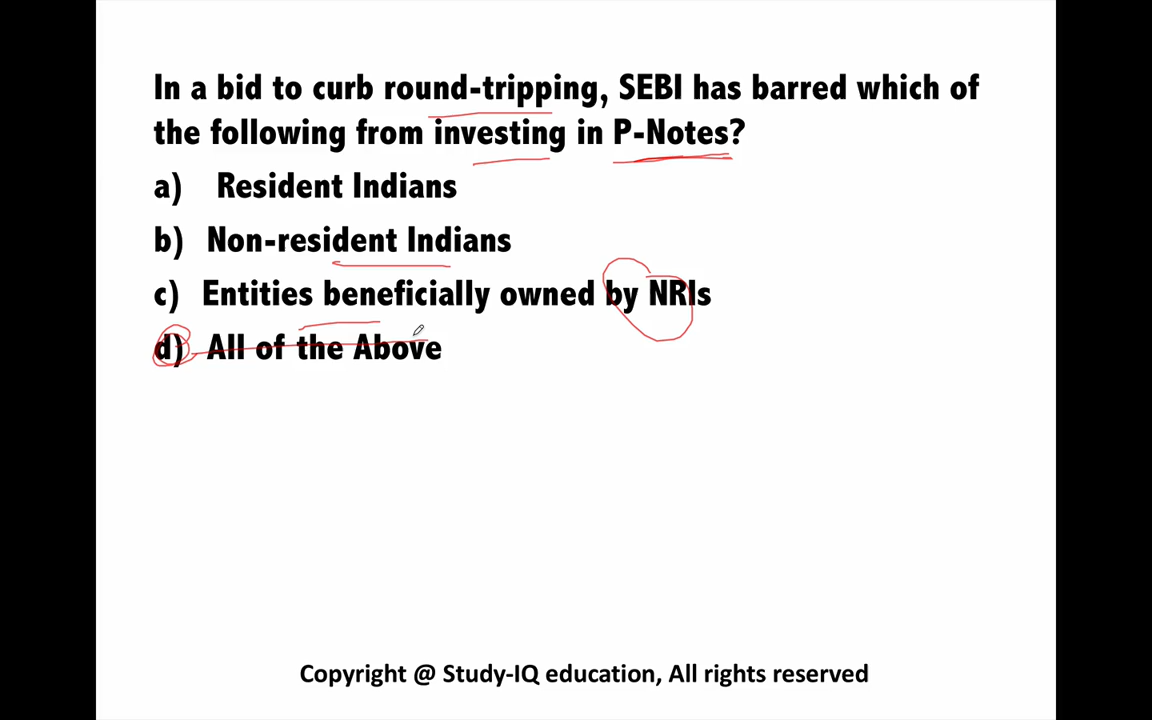 In a bid to curb round-tripping, SEBI has barred which of
the following from investing in P-Notes?
a) Resident Indians
b) Non-resident Indians
c) Entities beneficially owned by NRIs
d) All of the Above
Copyright @ Study-IQ education, All rights reserved